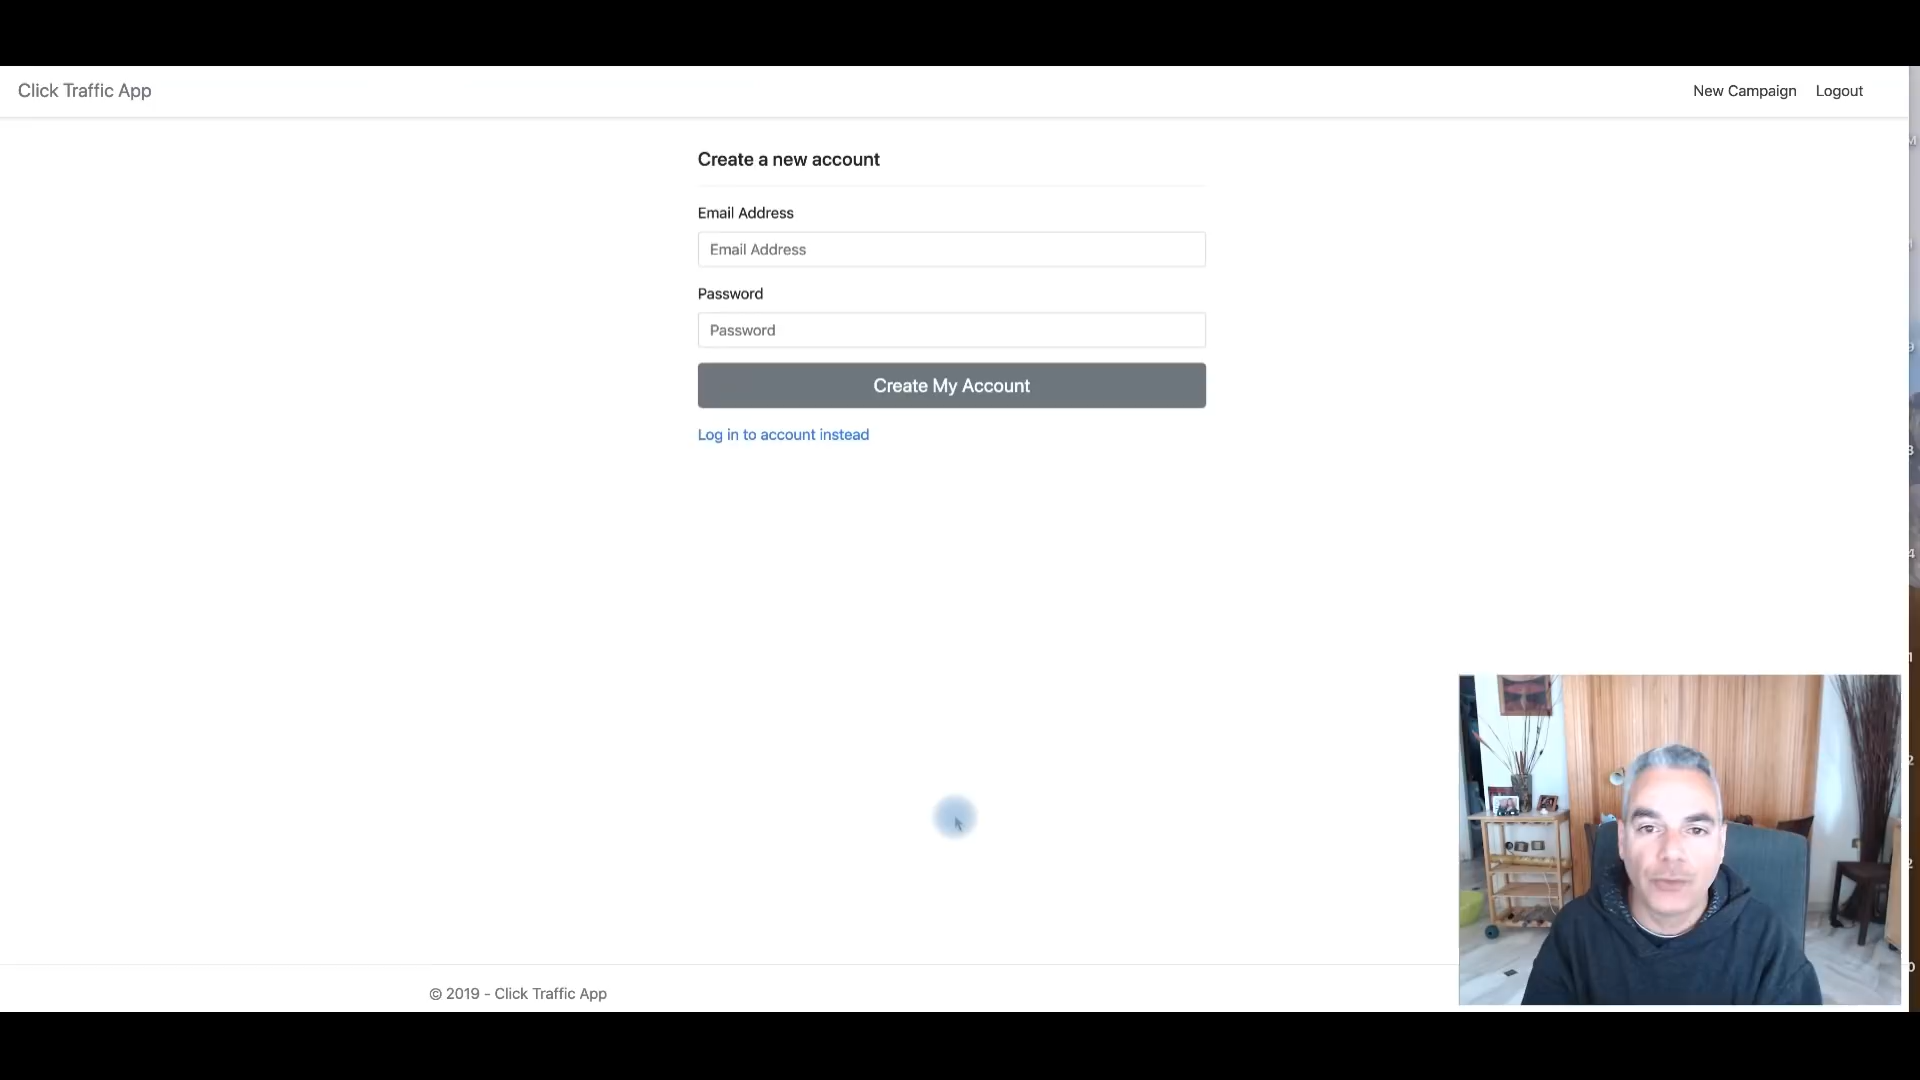 Click Traffic App
New Campaign Logout
Create a new account
Email Address
Email Address
Password
Password
Create My Account
Log in to account instead
© 2019 - Click Traffic App